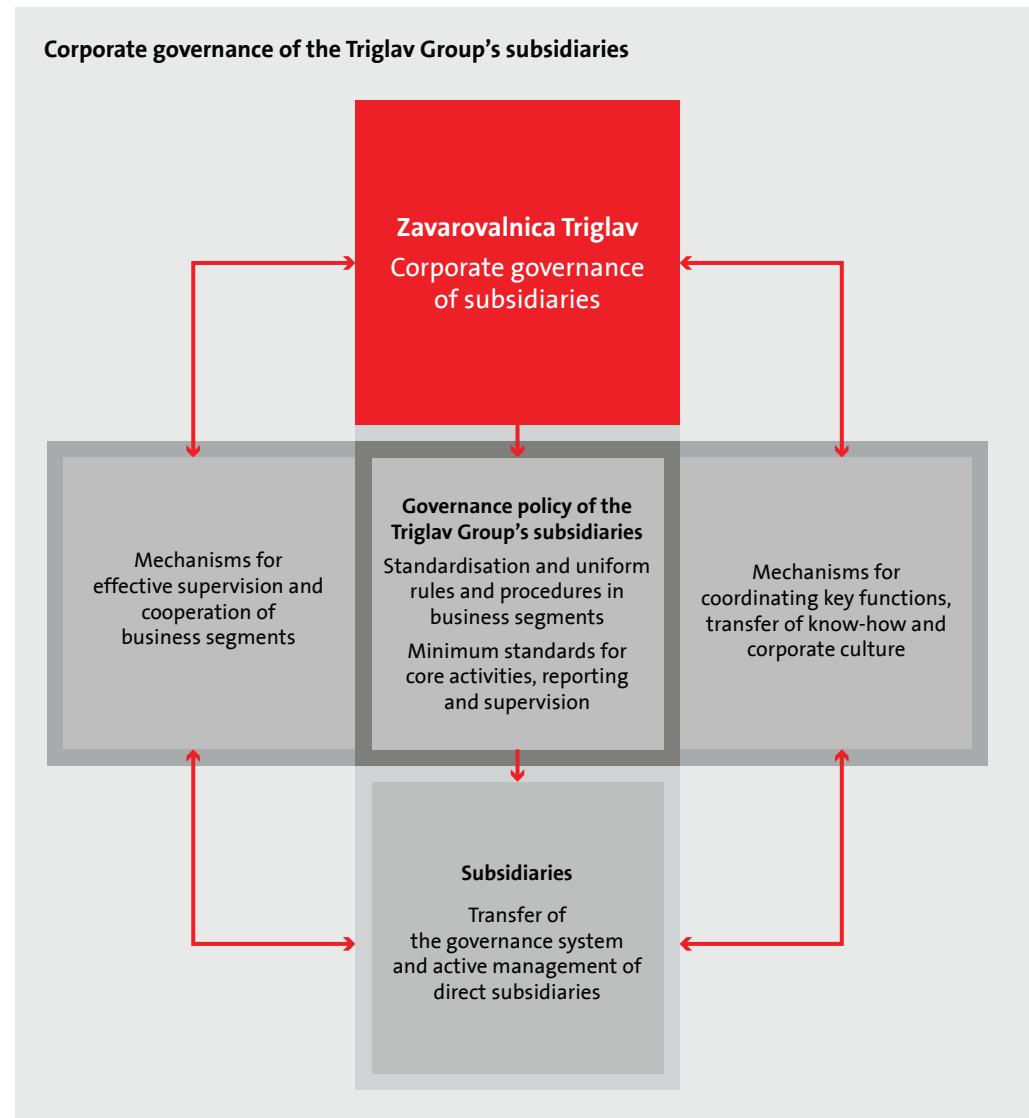 Corporate governance of the Triglav Group’s subsidiaries
Zavarovalnica Triglav
Corporate governance
of subsidiaries
Mechanisms for
effective supervision and
cooperation of
business segments
Governance policy of the
Triglav Group’s subsidiaries
Standardisation and uniform
rules and procedures in
business segments
Minimum standards for
core activities, reporting
and supervision
Mechanisms for
coordinating key functions,
transfer of know-how and
corporate culture
Subsidiaries
Transfer of
the governance system
and active management of
direct subsidiaries